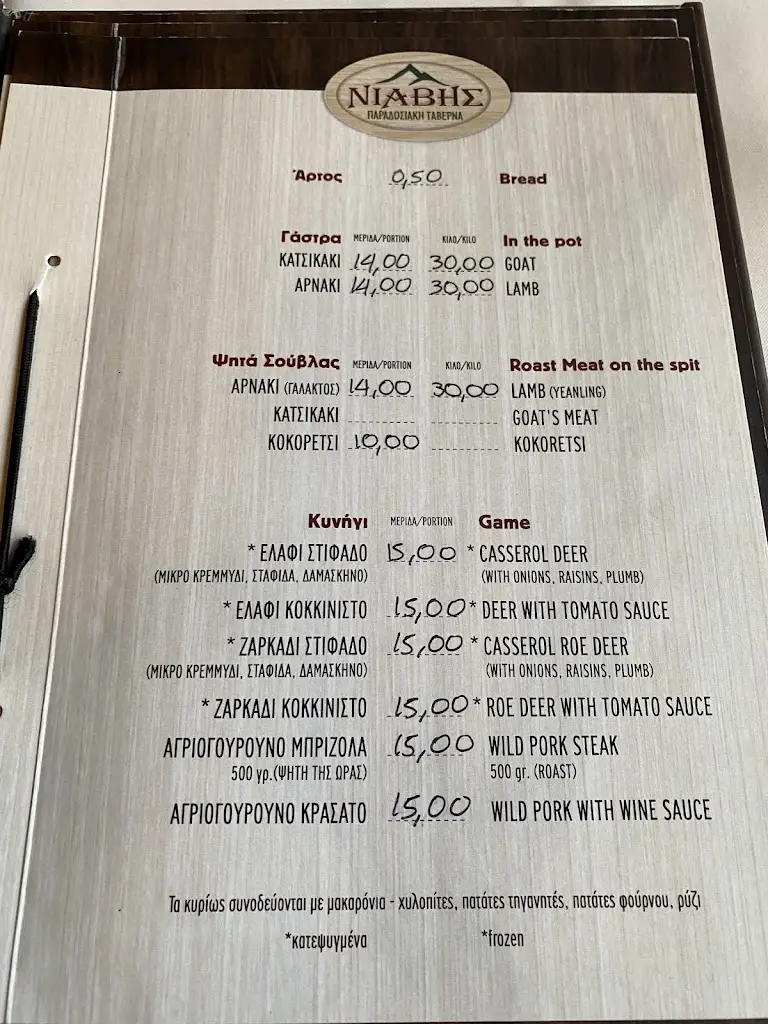 ΝΙΑΒΗΣ
ΠΑΡΑΔΟΣΙΑΚΗ ΤΑΒΕΡΝΑ
Άρτος 0,50 Bread
Γάστρα ΜΕΡΙΔΑ/PORTION ΚΙΛΟ/KILO In the pot
ΚΑΤΣΙΚΑΚΙ 14,00 30,00 GOAT
ΑΡΝΑΚΙ 14,00 30,00 LAMB
Ψητά Σούβλας ΜΕΡΙΔΑ/PORTION ΚΙΛΟ/KILO Roast Meat on the spit
ΑΡΝΑΚΙ (ΓΑΛΑΚΤΟΣ) 14,00 30,00 LAMB (YEANLING)
ΚΑΤΣΙΚΑΚΙ GOAT'S MEAT
ΚΟΚΟΡΕΤΣΙ 10,00 KOKORETSI
Κυνήγι ΜΕΡΙΔΑ/PORTION Game
* ΕΛΑΦΙ ΣΤΙΦΑΔΟ 15,00 * CASSEROL DEER
(ΜΙΚΡΟ ΚΡΕΜΜΥΔΙ, ΣΤΑΦΙΔΑ, ΔΑΜΑΣΚΗΝΟ) (WITH ONIONS, RAISINS, PLUMB)
* ΕΛΑΦΙ ΚΟΚΚΙΝΙΣΤΟ 15,00 * DEER WITH TOMATO SAUCE
* ΖΑΡΚΑΔΙ ΣΤΙΦΑΔΟ 15,00 * CASSEROL ROE DEER
(ΜΙΚΡΟ ΚΡΕΜΜΥΔΙ, ΣΤΑΦΙΔΑ, ΔΑΜΑΣΚΗΝΟ) (WITH ONIONS, RAISINS, PLUMB)
* ΖΑΡΚΑΔΙ ΚΟΚΚΙΝΙΣΤΟ 15,00 * ROE DEER WITH TOMATO SAUCE
ΑΓΡΙΟΓΟΥΡΟΥΝΟ ΜΠΡΙΖΟΛΑ 15,00 WILD PORK STEAK
500 γρ.(ΨΗΤΗ ΤΗΣ ΩΡΑΣ) 500 gr. (ROAST)
ΑΓΡΙΟΓΟΥΡΟΥΝΟ ΚΡΑΣΑΤΟ 15,00 WILD PORK WITH WINE SAUCE
Τα κυρίως συνοδεύονται με μακαρόνια - χυλοπίτες, πατάτες τηγανητές, πατάτες φούρνου, ρύζι
*κατεψυγμένα *frozen